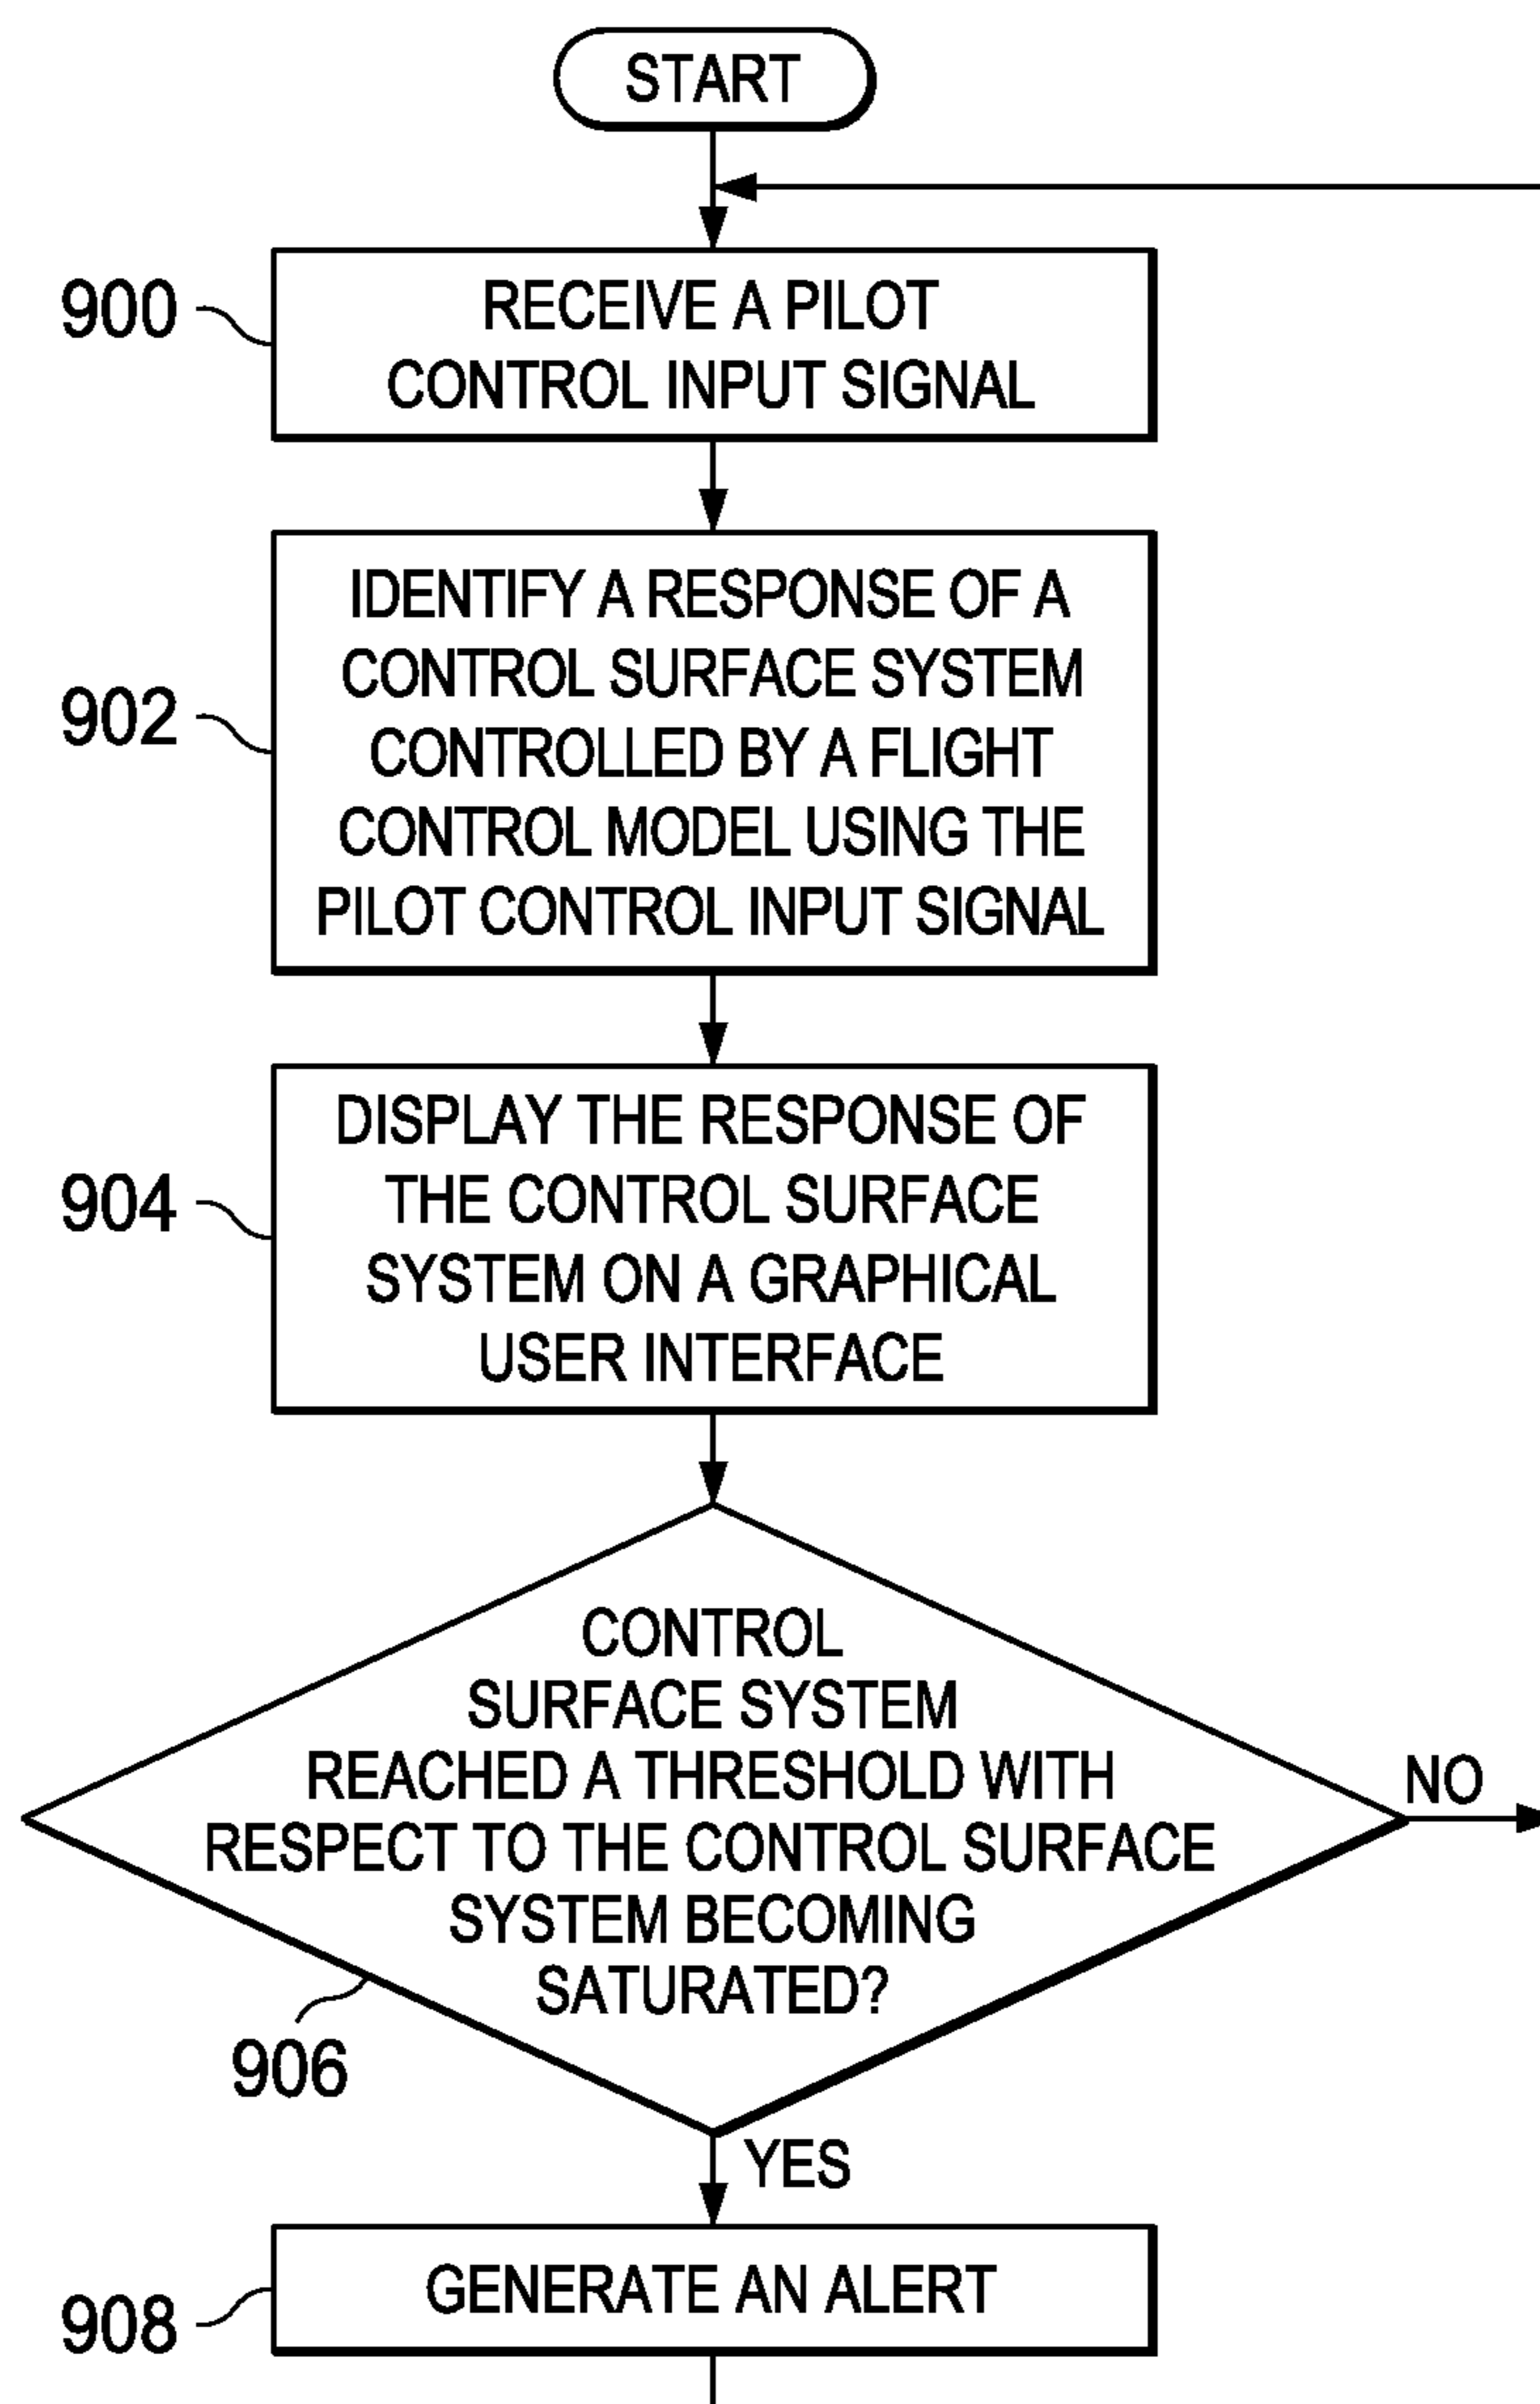 START
900
RECEIVE A PILOT
CONTROL INPUT SIGNAL
902
IDENTIFY A RESPONSE OF A
CONTROL SURFACE SYSTEM
CONTROLLED BY A FLIGHT
CONTROL MODEL USING THE
PILOT CONTROL INPUT SIGNAL
904
DISPLAY THE RESPONSE OF
THE CONTROL SURFACE
SYSTEM ON A GRAPHICAL
USER INTERFACE
CONTROL
SURFACE SYSTEM
REACHED A THRESHOLD WITH
RESPECT TO THE CONTROL SURFACE
SYSTEM BECOMING
SATURATED?
NO
906
YES
GENERATE AN ALERT
908